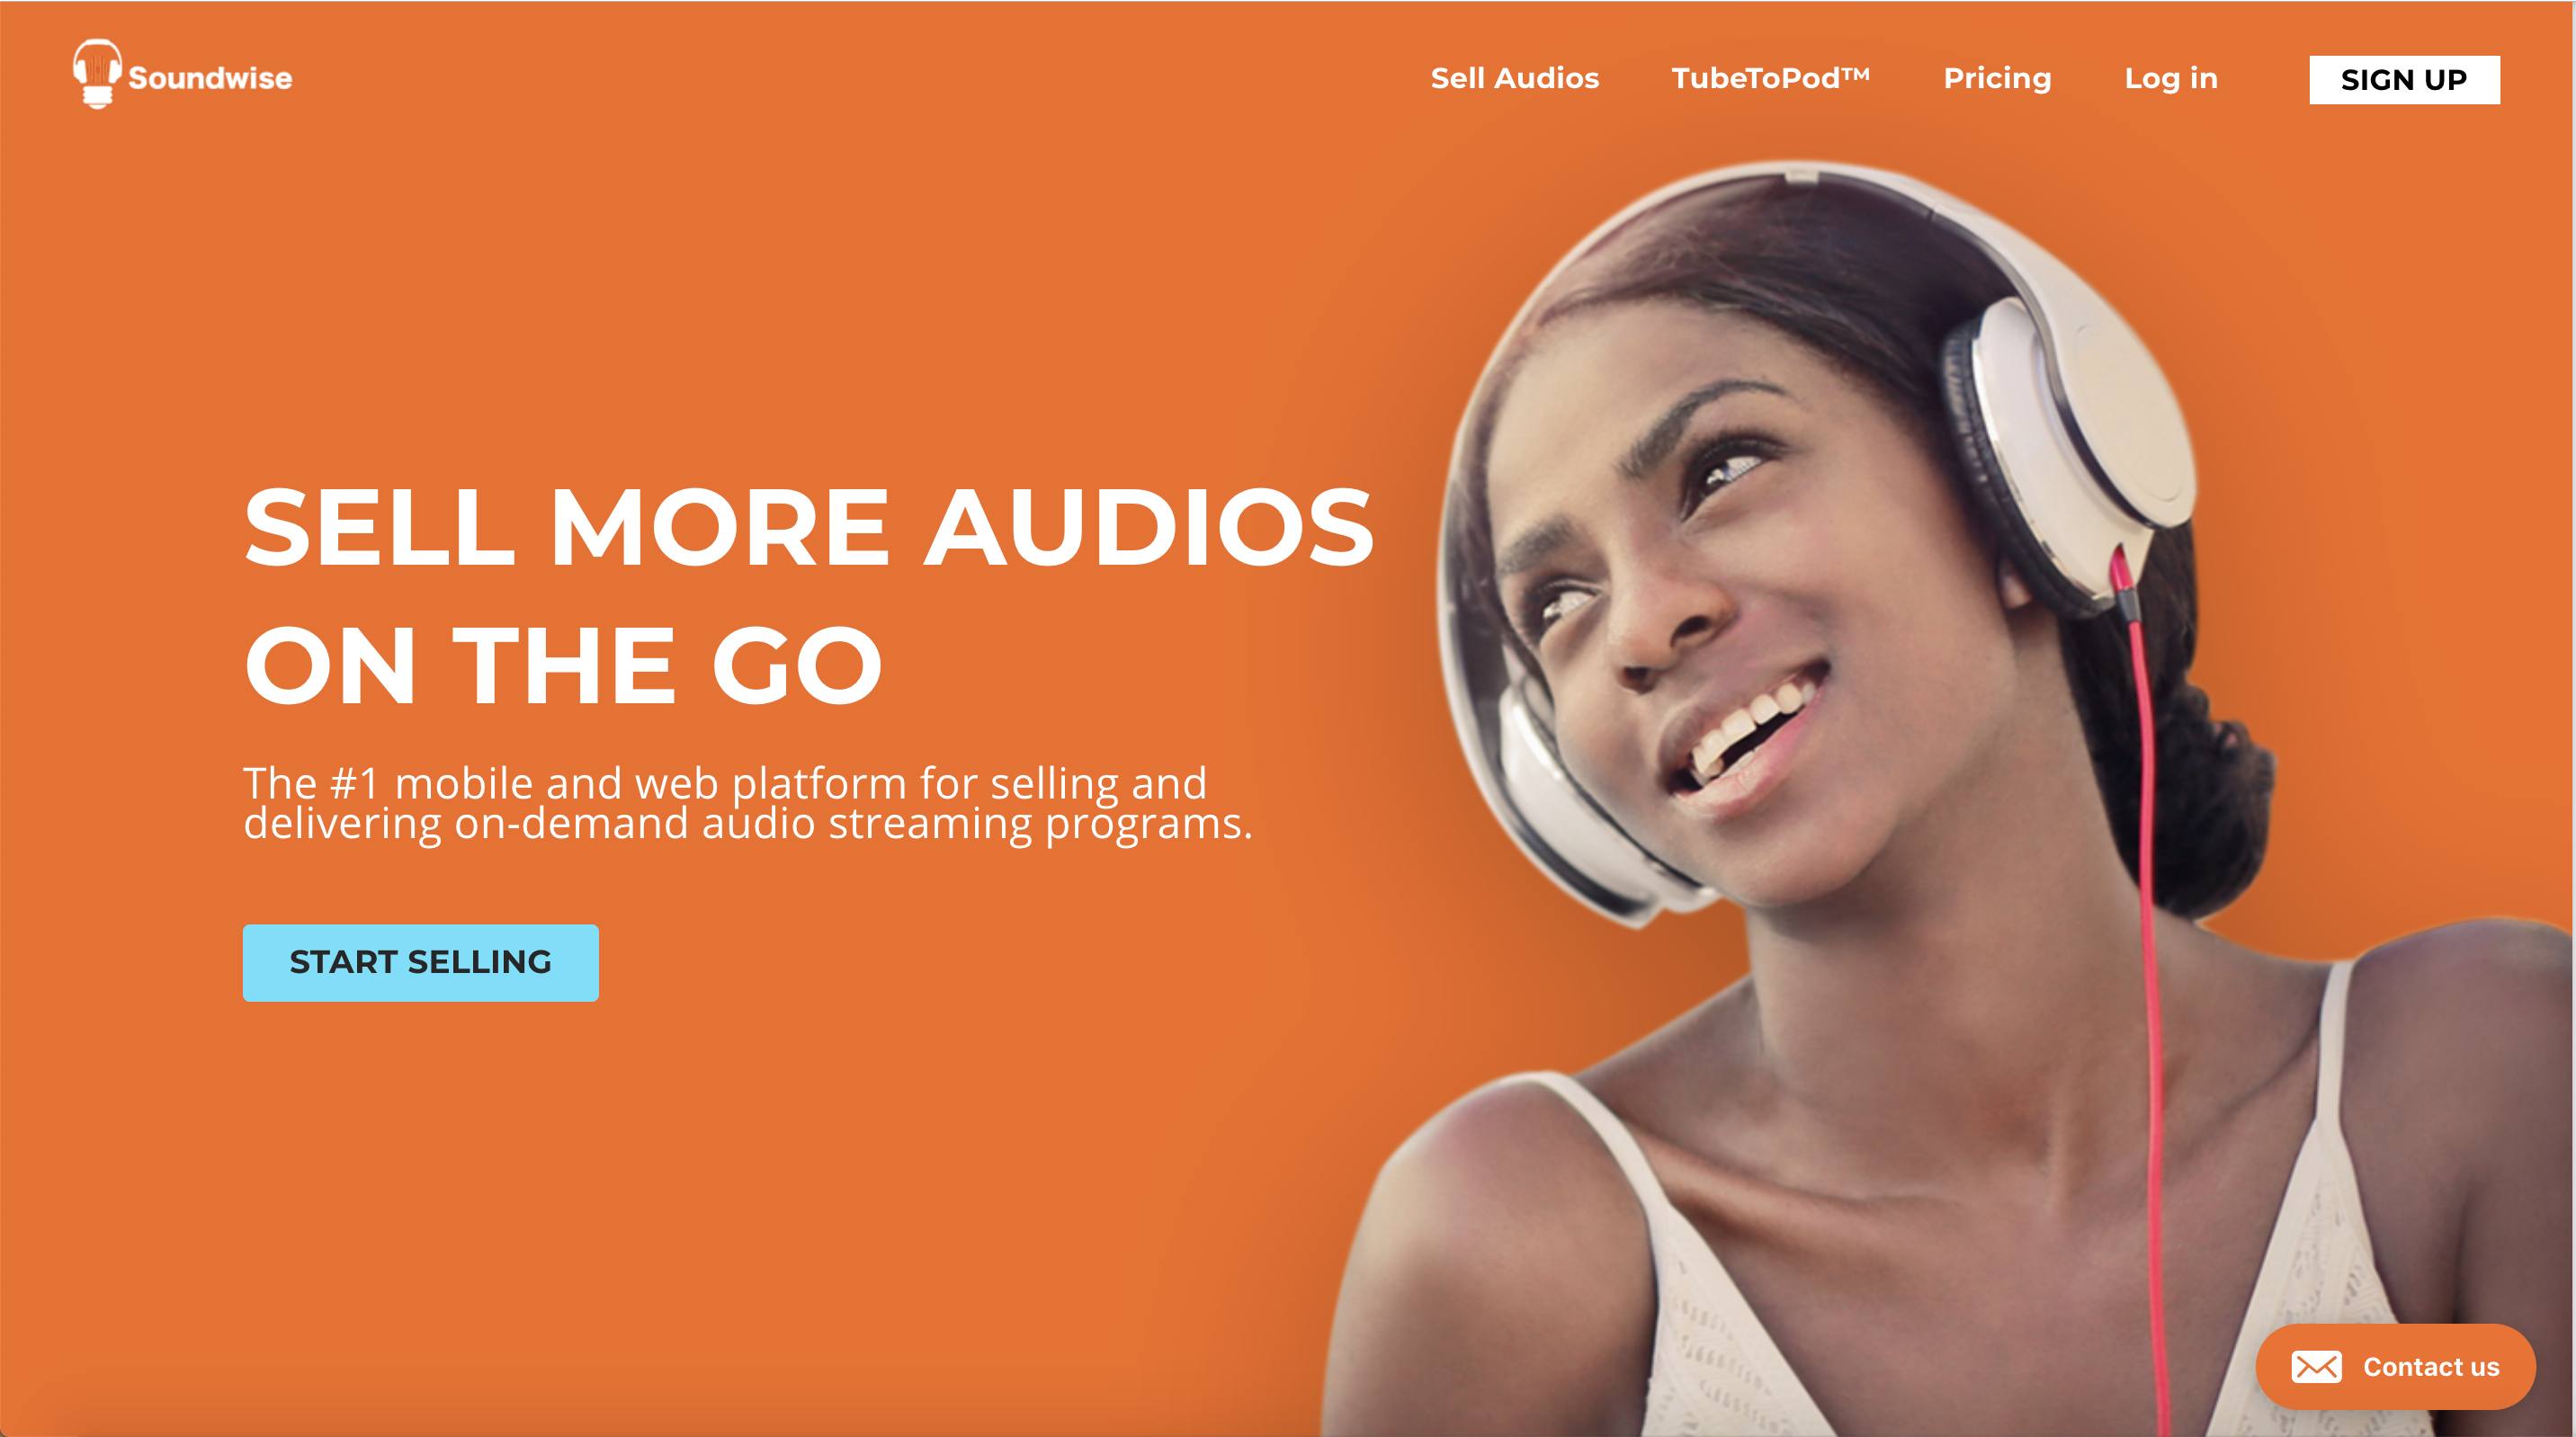 Soundwise
Sell Audios
TubeToPod™
Pricing
Log in
SIGN UP
SELL MORE AUDIOS
ON THE GO
The #1 mobile and web platform for selling and
delivering on-demand audio streaming programs.
START SELLING
Contact us